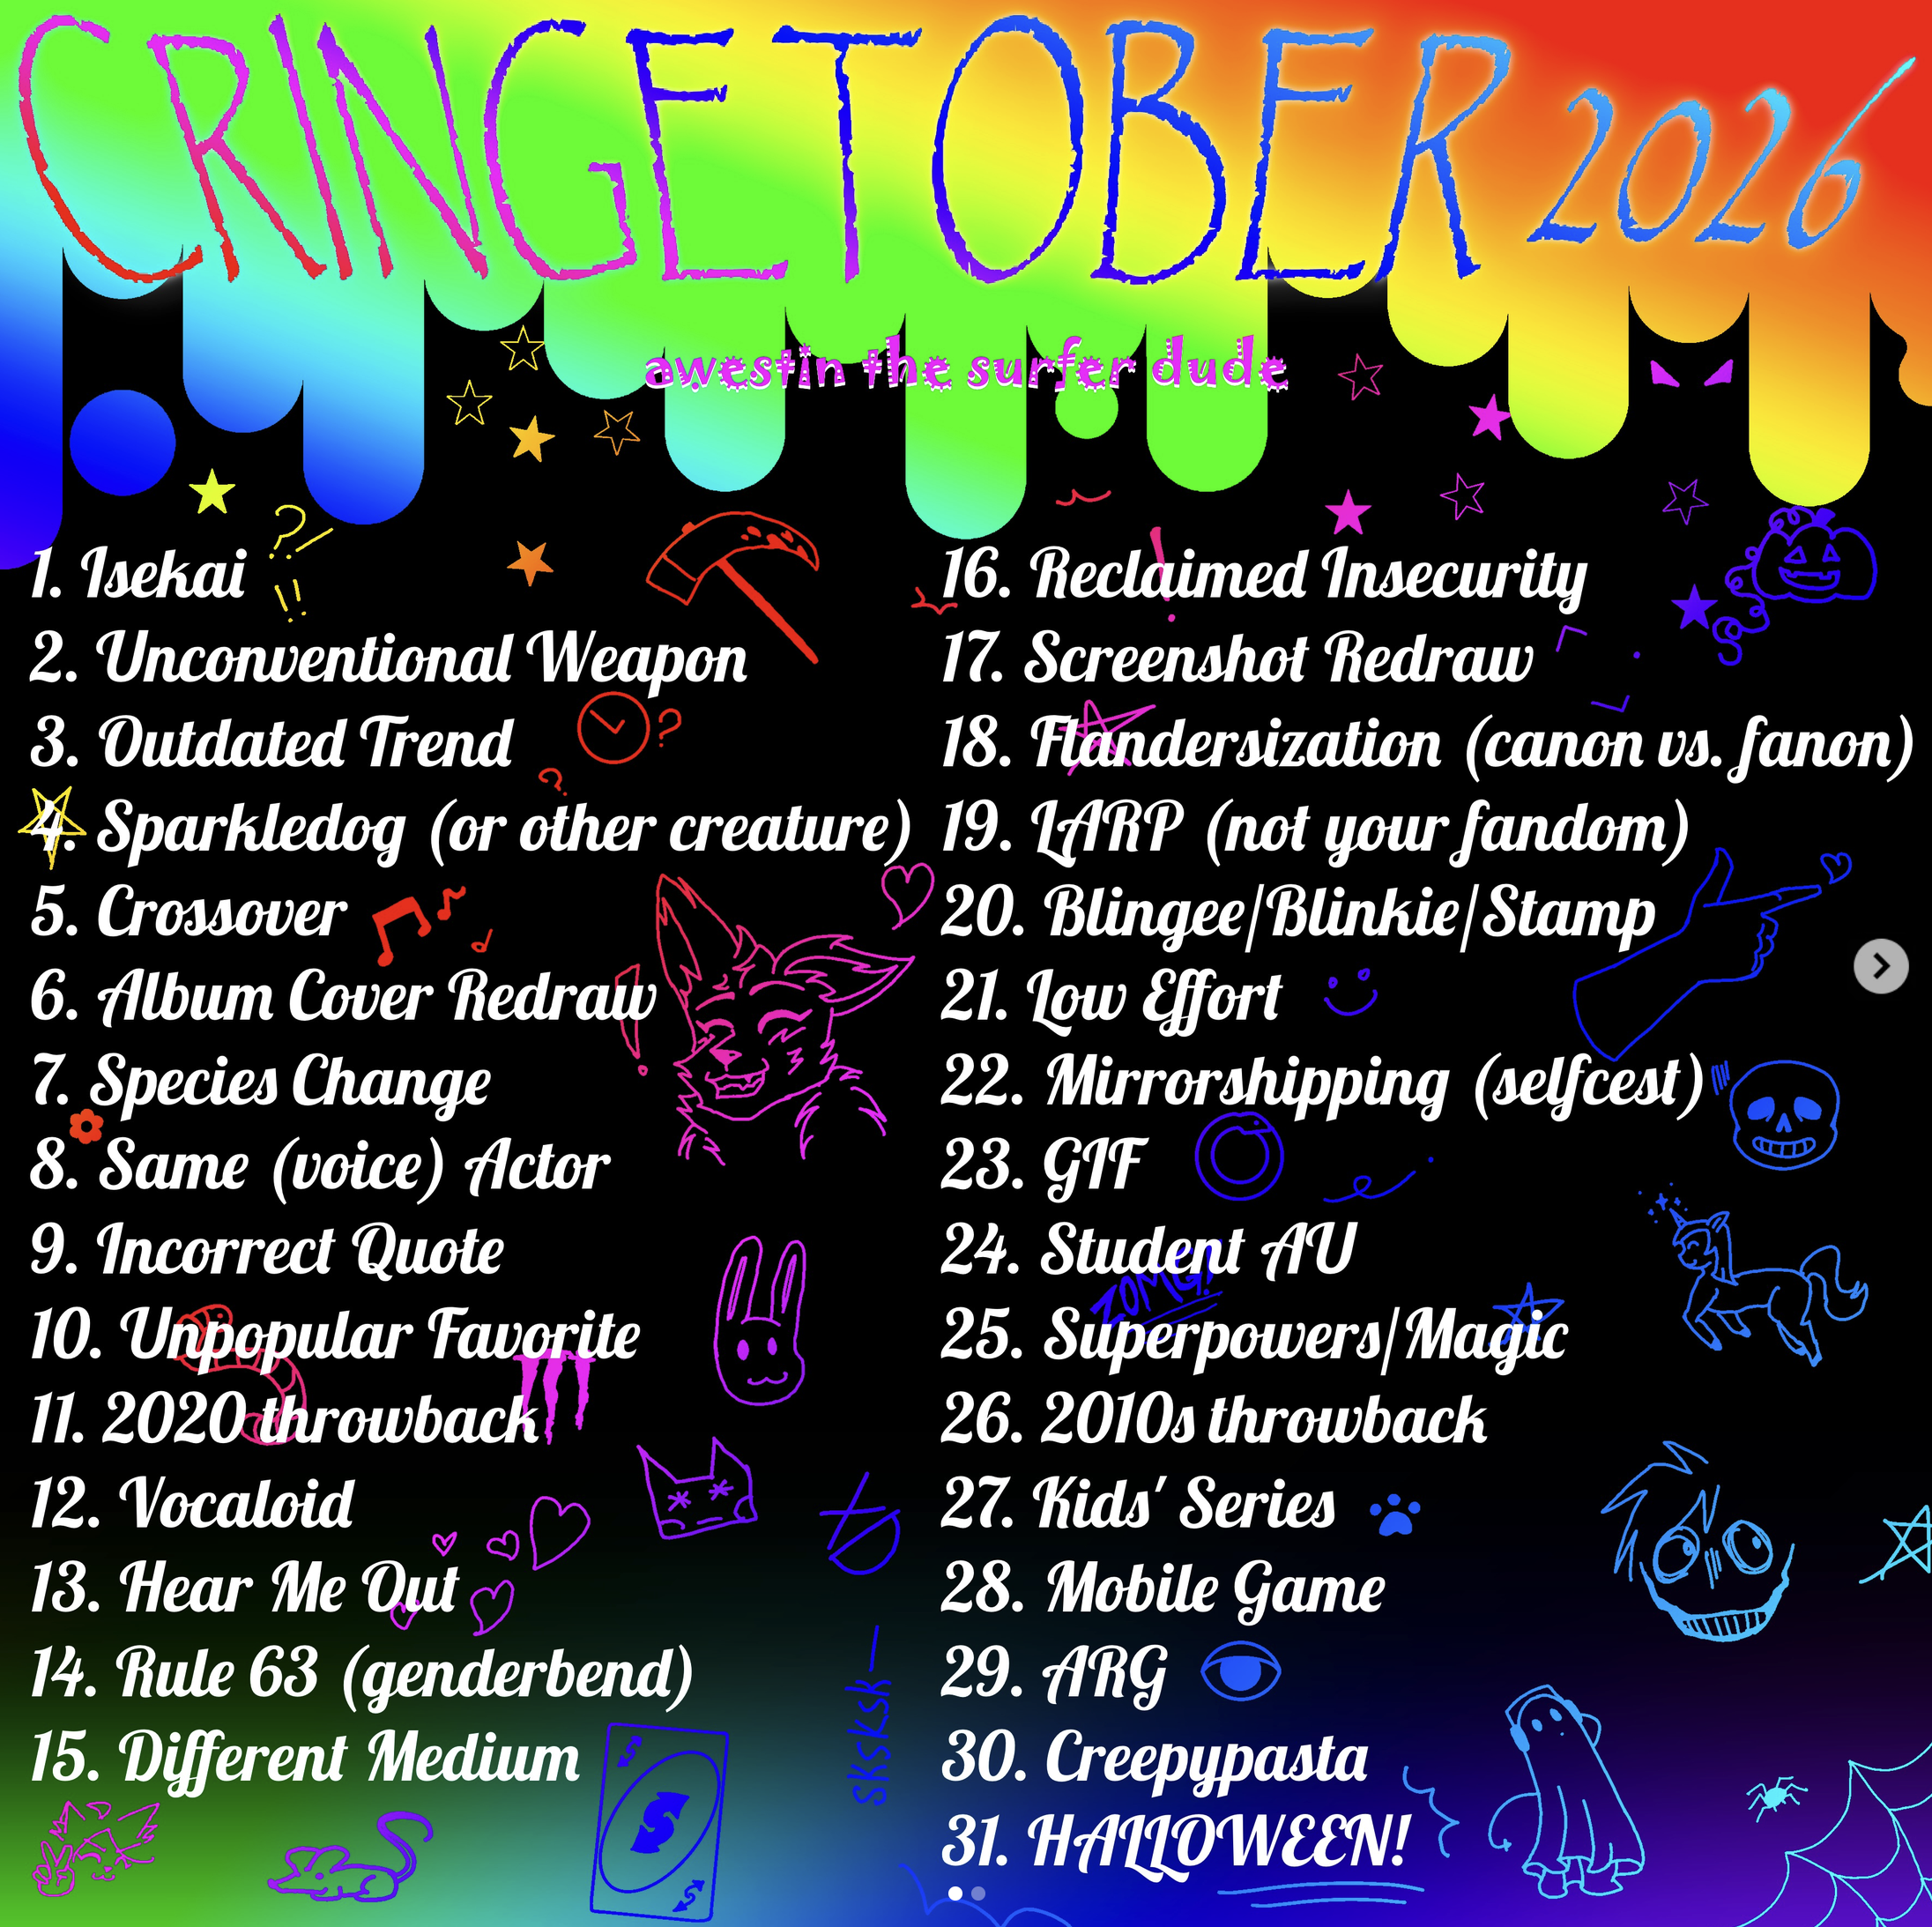 CRINGETOBER 2026
awestin the surfer dude
1. Isekai
2. Unconventional Weapon
3. Outdated Trend
4. Sparkledog (or other creature)
5. Crossover
6. Album Cover Redraw
7. Species Change
8. Same (voice) Actor
9. Incorrect Quote
10. Unpopular Favorite
11. 2020 throwback
12. Vocaloid
13. Hear Me Out
14. Rule 63 (genderbend)
15. Different Medium
sksksk—
16. Reclaimed Insecurity
17. Screenshot Redraw
18. Flandersization (canon vs. fanon)
19. LARP (not your fandom)
20. Blingee/Blinkie/Stamp
21. Low Effort
22. Mirrorshipping (selfcest)
23. GIF
24. Student AU
ZOMG!
25. Superpowers/Magic
26. 2010s throwback
27. Kids' Series
28. Mobile Game
29. ARG
30. Creepypasta
31. HALLOWEEN!